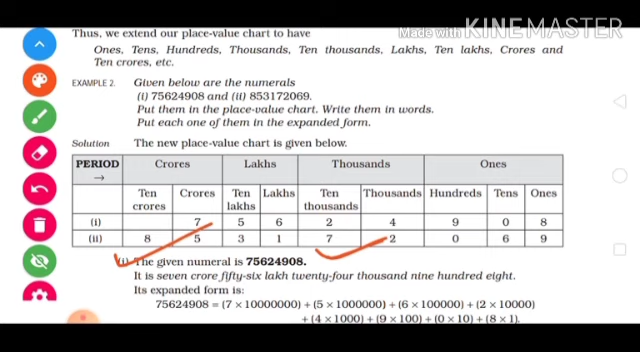 Thus, we extend our place-value chart to have
Made with KINEMASTER
Ones, Tens, Hundreds, Thousands, Ten thousands, Lakhs, Ten lakhs, Crores and
Ten crores, etc.
EXAMPLE 2. Given below are the numerals
(i) 75624908 and (ii) 853172069.
Put them in the place-value chart. Write them in words.
Put each one of them in the expanded form.
Solution The new place-value chart is given below.
PERIOD → Crores Lakhs Thousands Ones
Ten crores Crores Ten lakhs Lakhs Ten thousands Thousands Hundreds Tens Ones
(i) 7 5 6 2 4 9 0 8
(ii) 8 5 3 1 7 2 0 6 9
(i) The given numeral is 75624908.
It is seven crore fifty-six lakh twenty-four thousand nine hundred eight.
Its expanded form is:
75624908 = (7 × 10000000) + (5 × 1000000) + (6 × 100000) + (2 × 10000)
+ (4 × 1000) + (9 × 100) + (0 × 10) + (8 × 1).